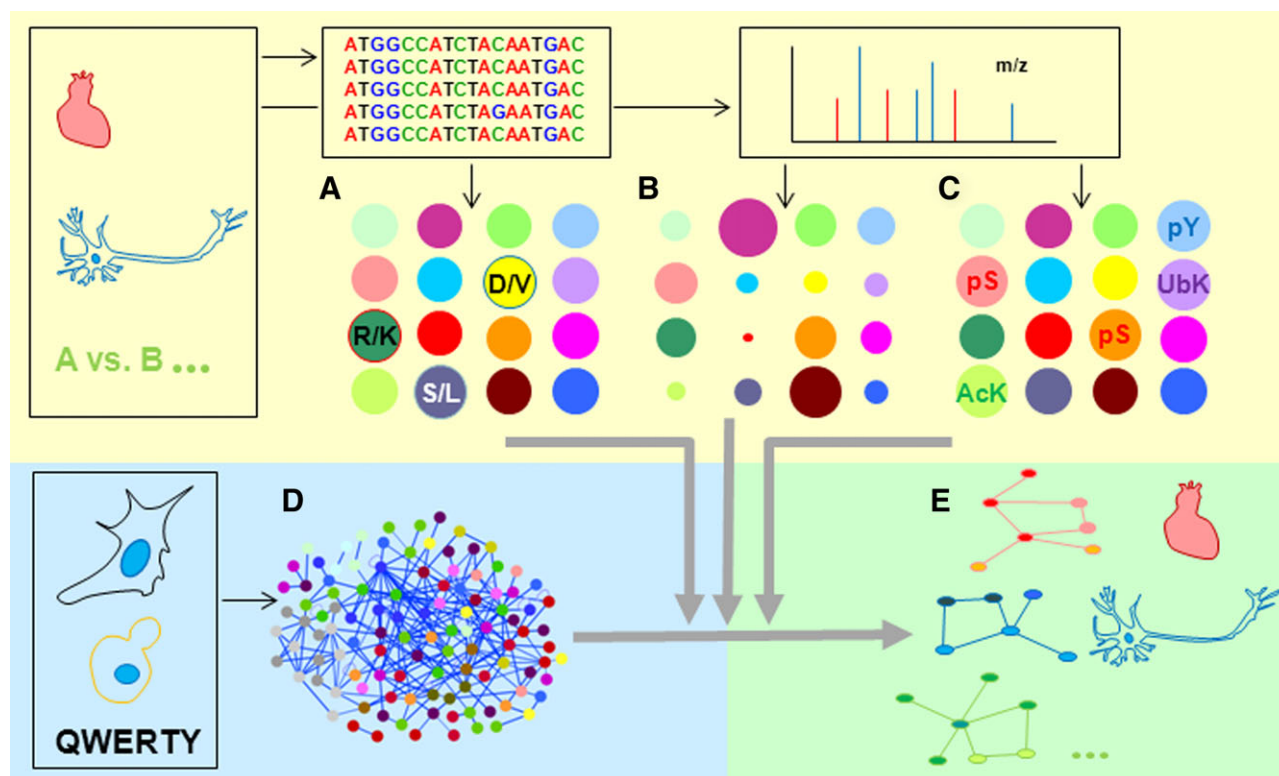 ATGGCCATCTACAATGAC
ATGGCCATCTACAATGAC
ATGGCCATCTACAATGAC
ATGGCCATCTAGAATGAC
ATGGCCATCTACAATGAC
m/z
A vs. B ...
A
B
C
D/V
R/K
S/L
pY
pS
UbK
pS
AcK
D
E
QWERTY